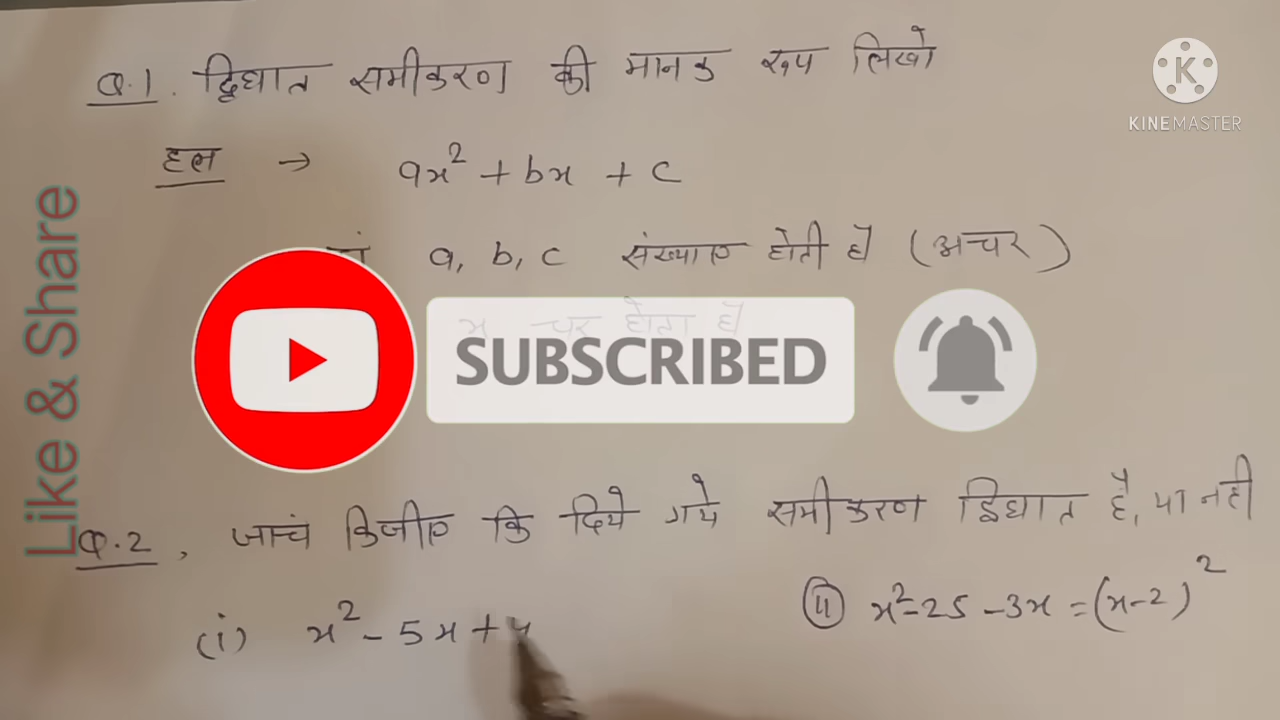 Q.1. द्विघात समीकरण की मानक रूप लिखो
KINEMASTER
हल → ax² + bx + c
a, b, c संख्याए होती है (अचर)
x चर होता है
SUBSCRIBED
Like & Share
Q.2, जाचं किजीए कि दिये गये समीकरण द्विघात है, या नही
(i) x² - 5x +
(ii) x² - 25 - 3x = (x-2)²